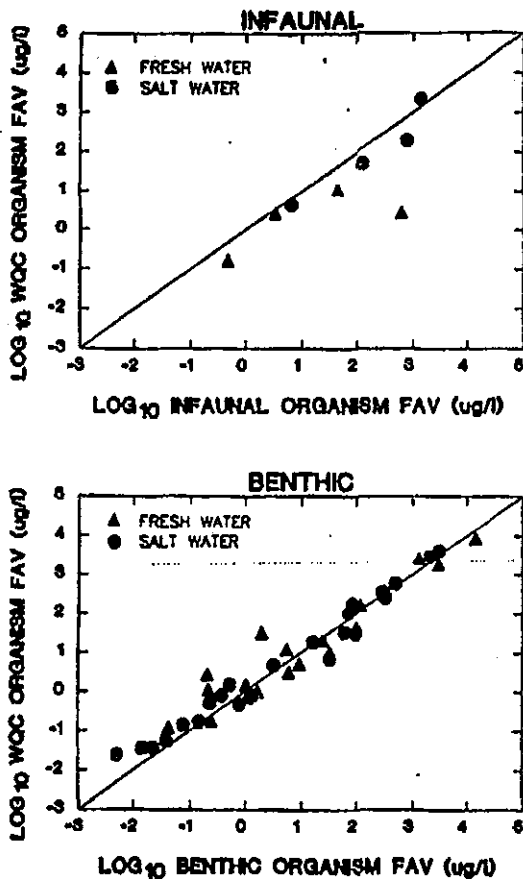 INFAUNAL
LOG10 WQC ORGANISM FAV (ug/l)
5
4
3
2
1
0
-1
-2
-3
FRESH WATER
SALT WATER
-3 -2 -1 0 1 2 3 4 5
LOG10 INFAUNAL ORGANISM FAV (ug/l)
BENTHIC
LOG10 WQC ORGANISM FAV (ug/l)
5
4
3
2
1
0
-1
-2
-3
FRESH WATER
SALT WATER
-3 -2 -1 0 1 2 3 4 5
LOG10 BENTHIC ORGANISM FAV (ug/l)